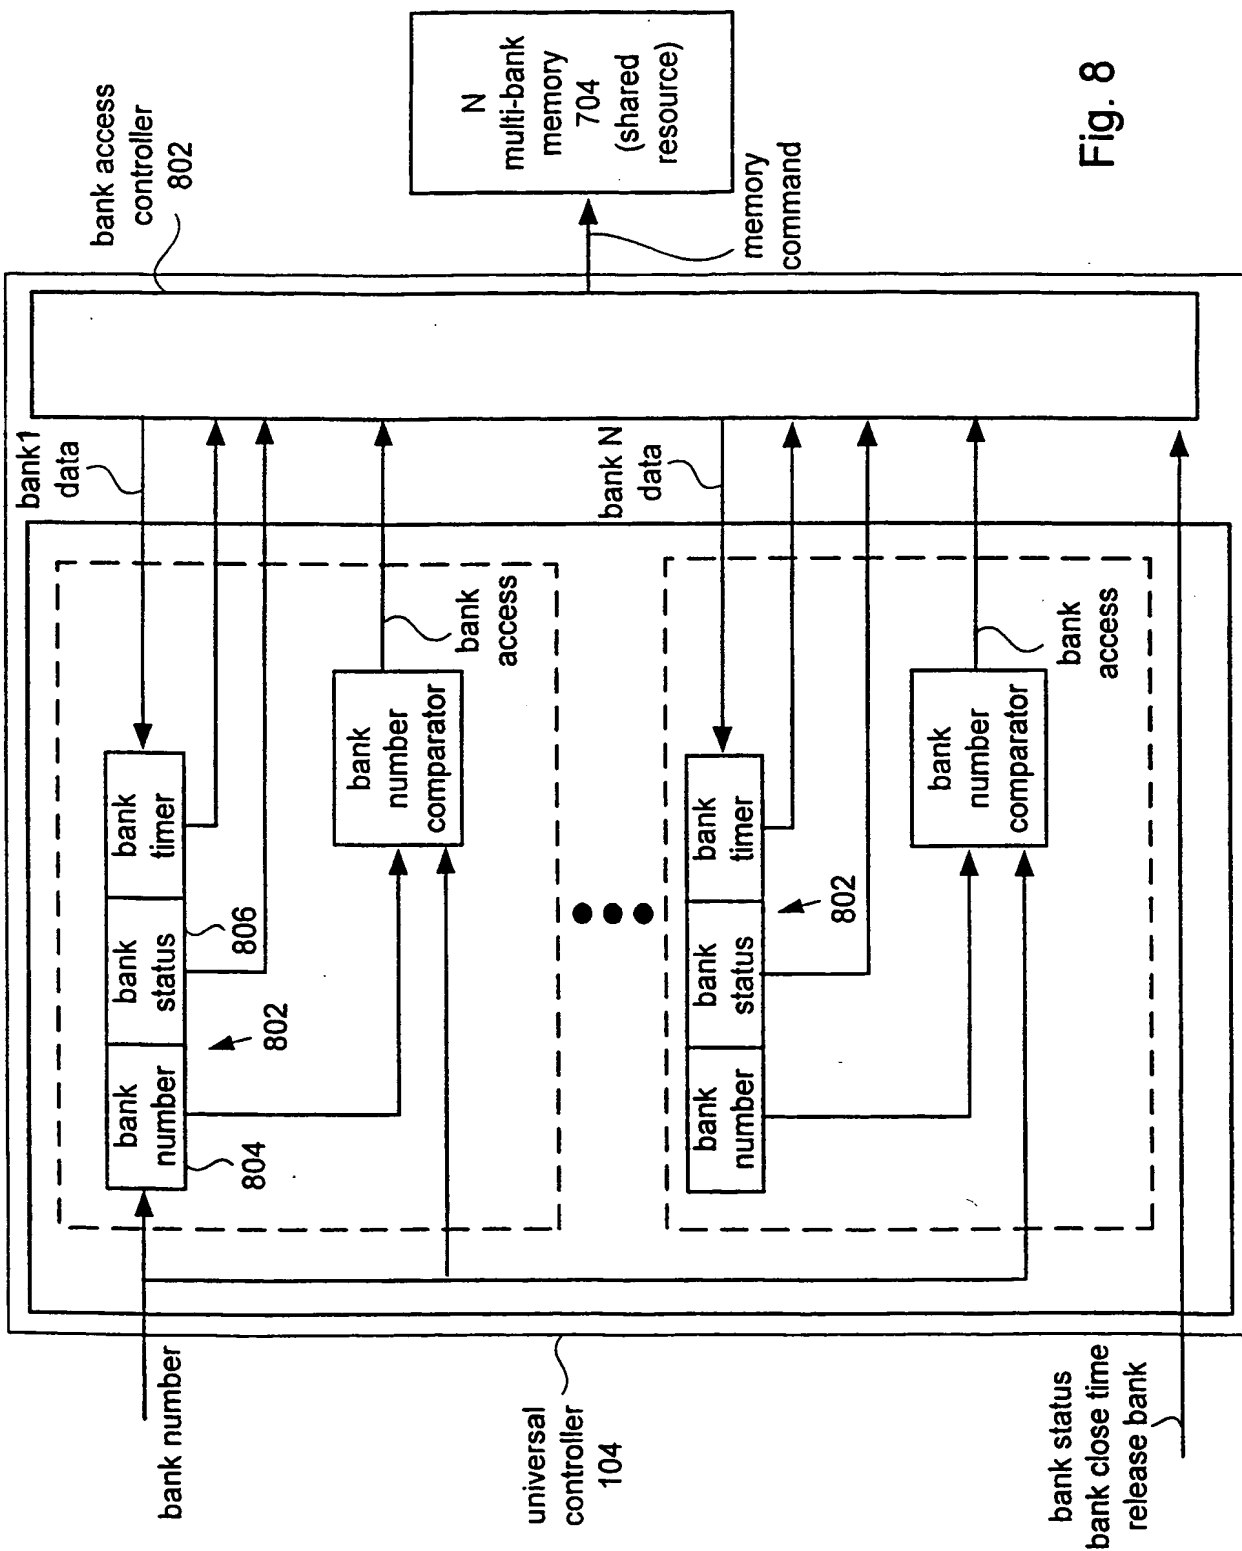 bank access
controller
802
N
multi-bank
memory
704
(shared
resource)
memory
command
Fig. 8
bank1
data
bank N
data
bank
number
804
bank
status
806
bank
timer
802
bank
number
comparator
bank
access
bank
number
bank
status
bank
timer
802
bank
number
comparator
bank
access
bank number
universal
controller
104
bank status
bank close time
release bank